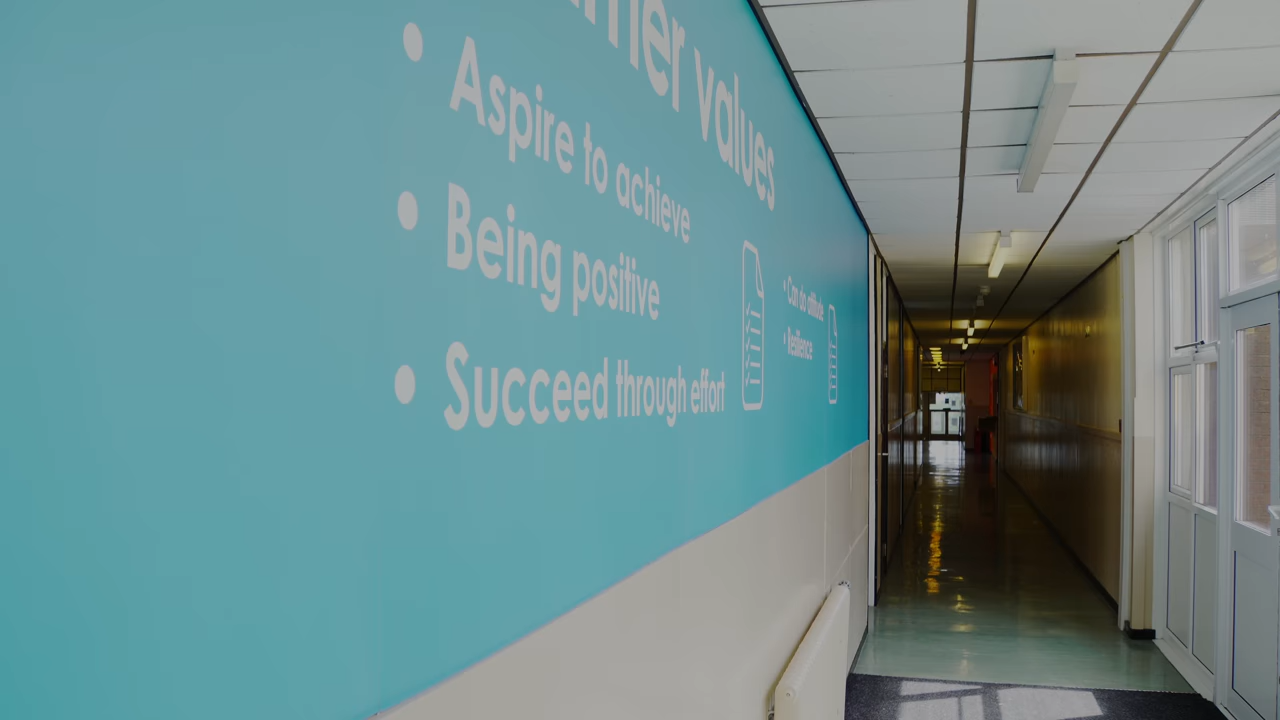 values
• Aspire to achieve
• Being positive
• Succeed through effort
• Can do attitude
• Resilience